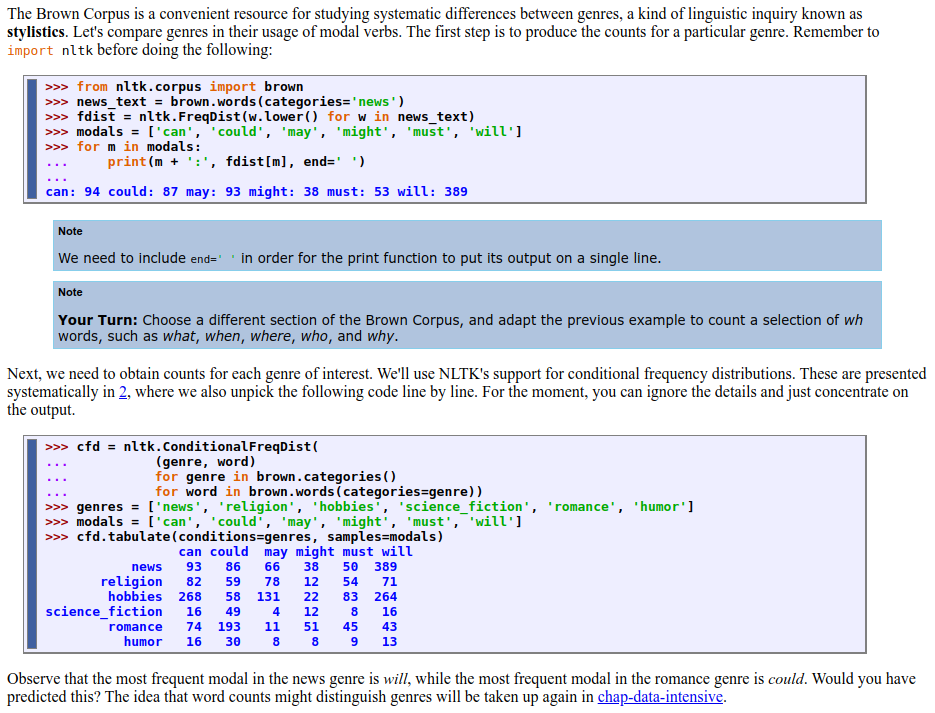 The Brown Corpus is a convenient resource for studying systematic differences between genres, a kind of linguistic inquiry known as
stylistics. Let's compare genres in their usage of modal verbs. The first step is to produce the counts for a particular genre. Remember to
import nltk before doing the following:
>>> from nltk.corpus import brown
>>> news_text = brown.words(categories='news')
>>> fdist = nltk.FreqDist(w.lower() for w in news_text)
>>> modals = ['can', 'could', 'may', 'might', 'must', 'will']
>>> for m in modals:
...     print(m + ':', fdist[m], end=' ')
...
can: 94 could: 87 may: 93 might: 38 must: 53 will: 389
Note
We need to include end=' ' in order for the print function to put its output on a single line.
Note
Your Turn: Choose a different section of the Brown Corpus, and adapt the previous example to count a selection of wh
words, such as what, when, where, who, and why.
Next, we need to obtain counts for each genre of interest. We'll use NLTK's support for conditional frequency distributions. These are presented
systematically in 2, where we also unpick the following code line by line. For the moment, you can ignore the details and just concentrate on
the output.
>>> cfd = nltk.ConditionalFreqDist(
...           (genre, word)
...           for genre in brown.categories()
...           for word in brown.words(categories=genre))
>>> genres = ['news', 'religion', 'hobbies', 'science_fiction', 'romance', 'humor']
>>> modals = ['can', 'could', 'may', 'might', 'must', 'will']
>>> cfd.tabulate(conditions=genres, samples=modals)
                 can could  may might must will
           news   93   86   66   38   50  389
       religion   82   59   78   12   54   71
        hobbies  268   58  131   22   83  264
science_fiction   16   49    4   12    8   16
        romance   74  193   11   51   45   43
          humor   16   30    8    8    9   13
Observe that the most frequent modal in the news genre is will, while the most frequent modal in the romance genre is could. Would you have
predicted this? The idea that word counts might distinguish genres will be taken up again in chap-data-intensive.